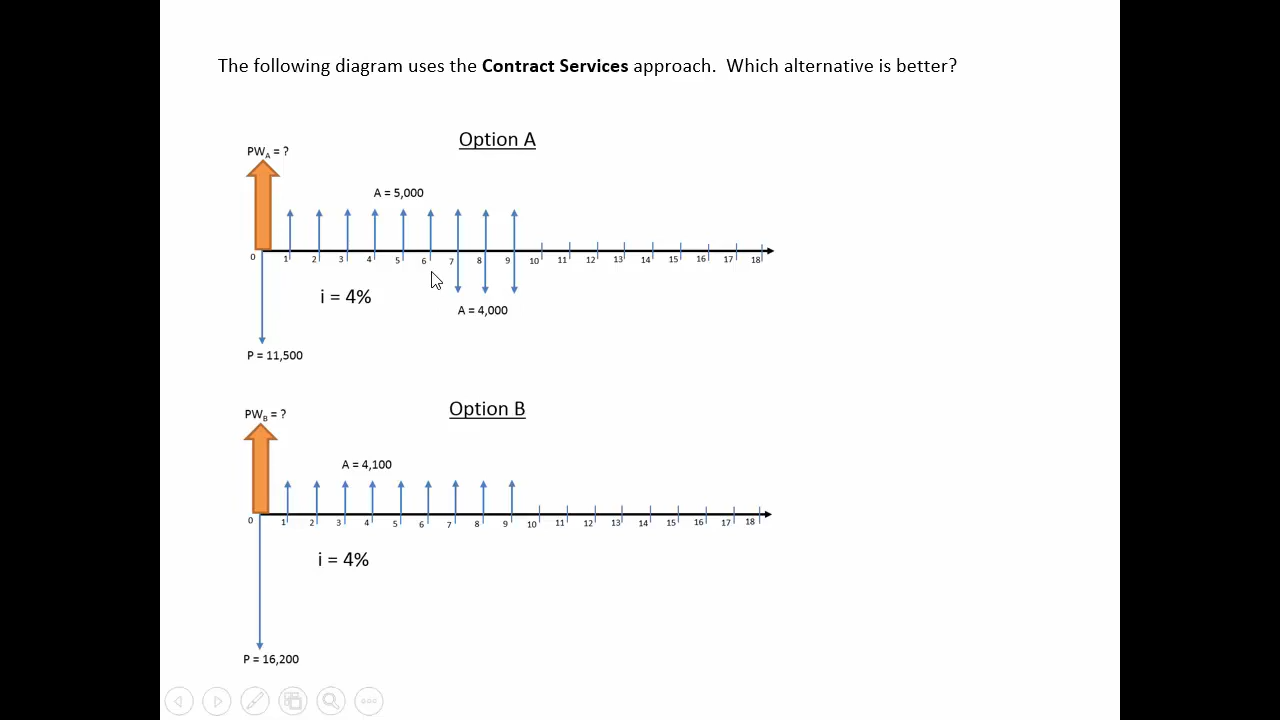 The following diagram uses the Contract Services approach. Which alternative is better?
Option A
PWA = ?
A = 5,000
0 1 2 3 4 5 6 7 8 9 10 11 12 13 14 15 16 17 18
i = 4%
A = 4,000
P = 11,500
Option B
PWB = ?
A = 4,100
0 1 2 3 4 5 6 7 8 9 10 11 12 13 14 15 16 17 18
i = 4%
P = 16,200